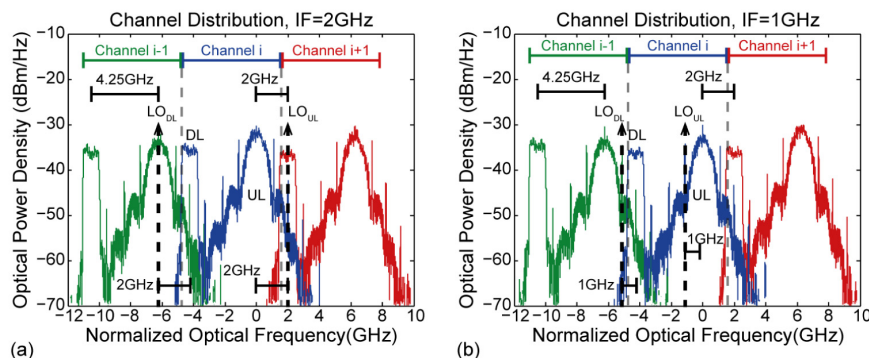 Channel Distribution, IF=2GHz
Channel i-1
Channel i
Channel i+1
4.25GHz
2GHz
LO_DL
LO_UL
DL
UL
2GHz
2GHz
-10
-20
-30
-40
-50
-60
-70
-12
-10
-8
-6
-4
-2
0
2
4
6
8
10
Optical Power Density (dBm/Hz)
Normalized Optical Frequency(GHz)
(a)
Channel Distribution, IF=1GHz
Channel i-1
Channel i
Channel i+1
4.25GHz
2GHz
LO_DL
LO_UL
DL
UL
1GHz
1GHz
-10
-20
-30
-40
-50
-60
-70
-12
-10
-8
-6
-4
-2
0
2
4
6
8
10
Optical Power Density (dBm/Hz)
Normalized Optical Frequency(GHz)
(b)